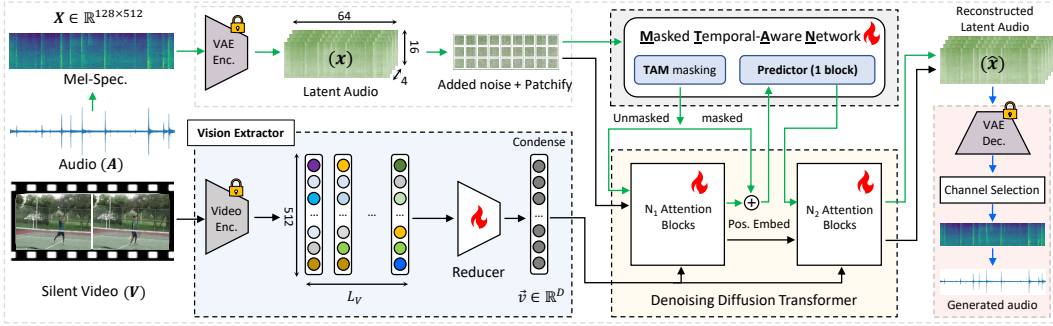 X ∈ ℝ^{128×512}
Mel-Spec.
Audio (A)
Silent Video (V)
VAE
Enc.
64
16
4
(x)
Latent Audio
Added noise + Patchify
Masked Temporal-Aware Network
TAM masking
Predictor (1 block)
Unmasked
masked
Vision Extractor
Video
Enc.
512
...
...
...
...
L_V
Reducer
Condense
...
v⃗ ∈ ℝ^D
N₁ Attention
Blocks
+
Pos. Embed
N₂ Attention
Blocks
Denoising Diffusion Transformer
Reconstructed
Latent Audio
(x̂)
VAE
Dec.
Channel Selection
Generated audio